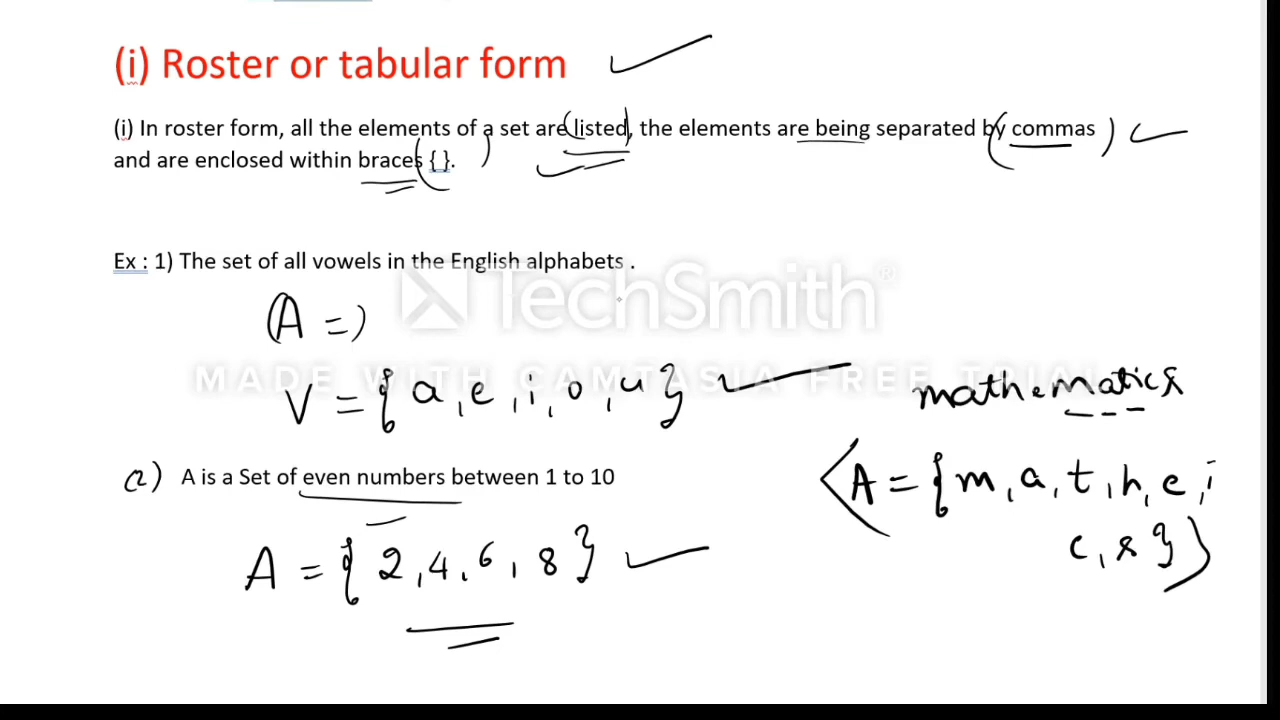 (i) Roster or tabular form
(i) In roster form, all the elements of a set are listed, the elements are being separated by commas
and are enclosed within braces { }.
Ex : 1) The set of all vowels in the English alphabets .
TechSmith®
(A =)
MADE WITH CAMTASIA FREE TRIAL
V = {a, e, i, o, u}
mathematics
2) A is a Set of even numbers between 1 to 10
A = {m, a, t, h, e, i,
c, s}
A = {2, 4, 6, 8}